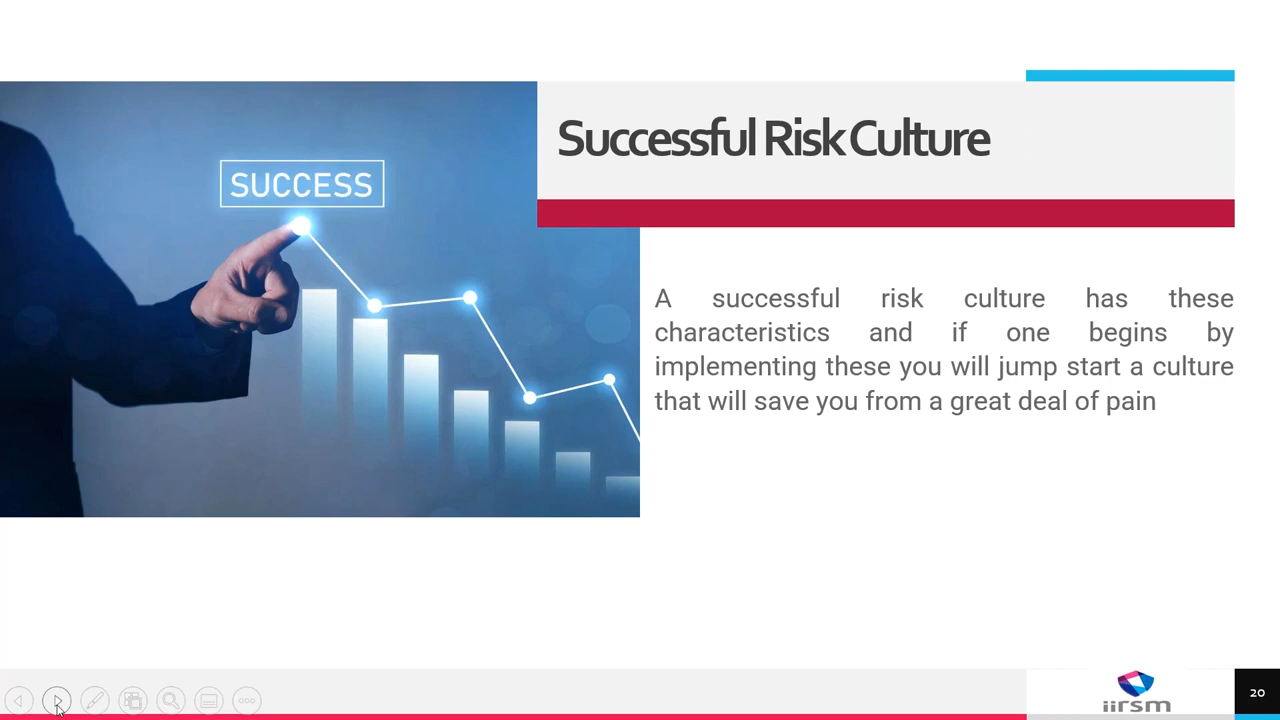 Successful Risk Culture
SUCCESS
A successful risk culture has these
characteristics and if one begins by
implementing these you will jump start a culture
that will save you from a great deal of pain
iirsm
20